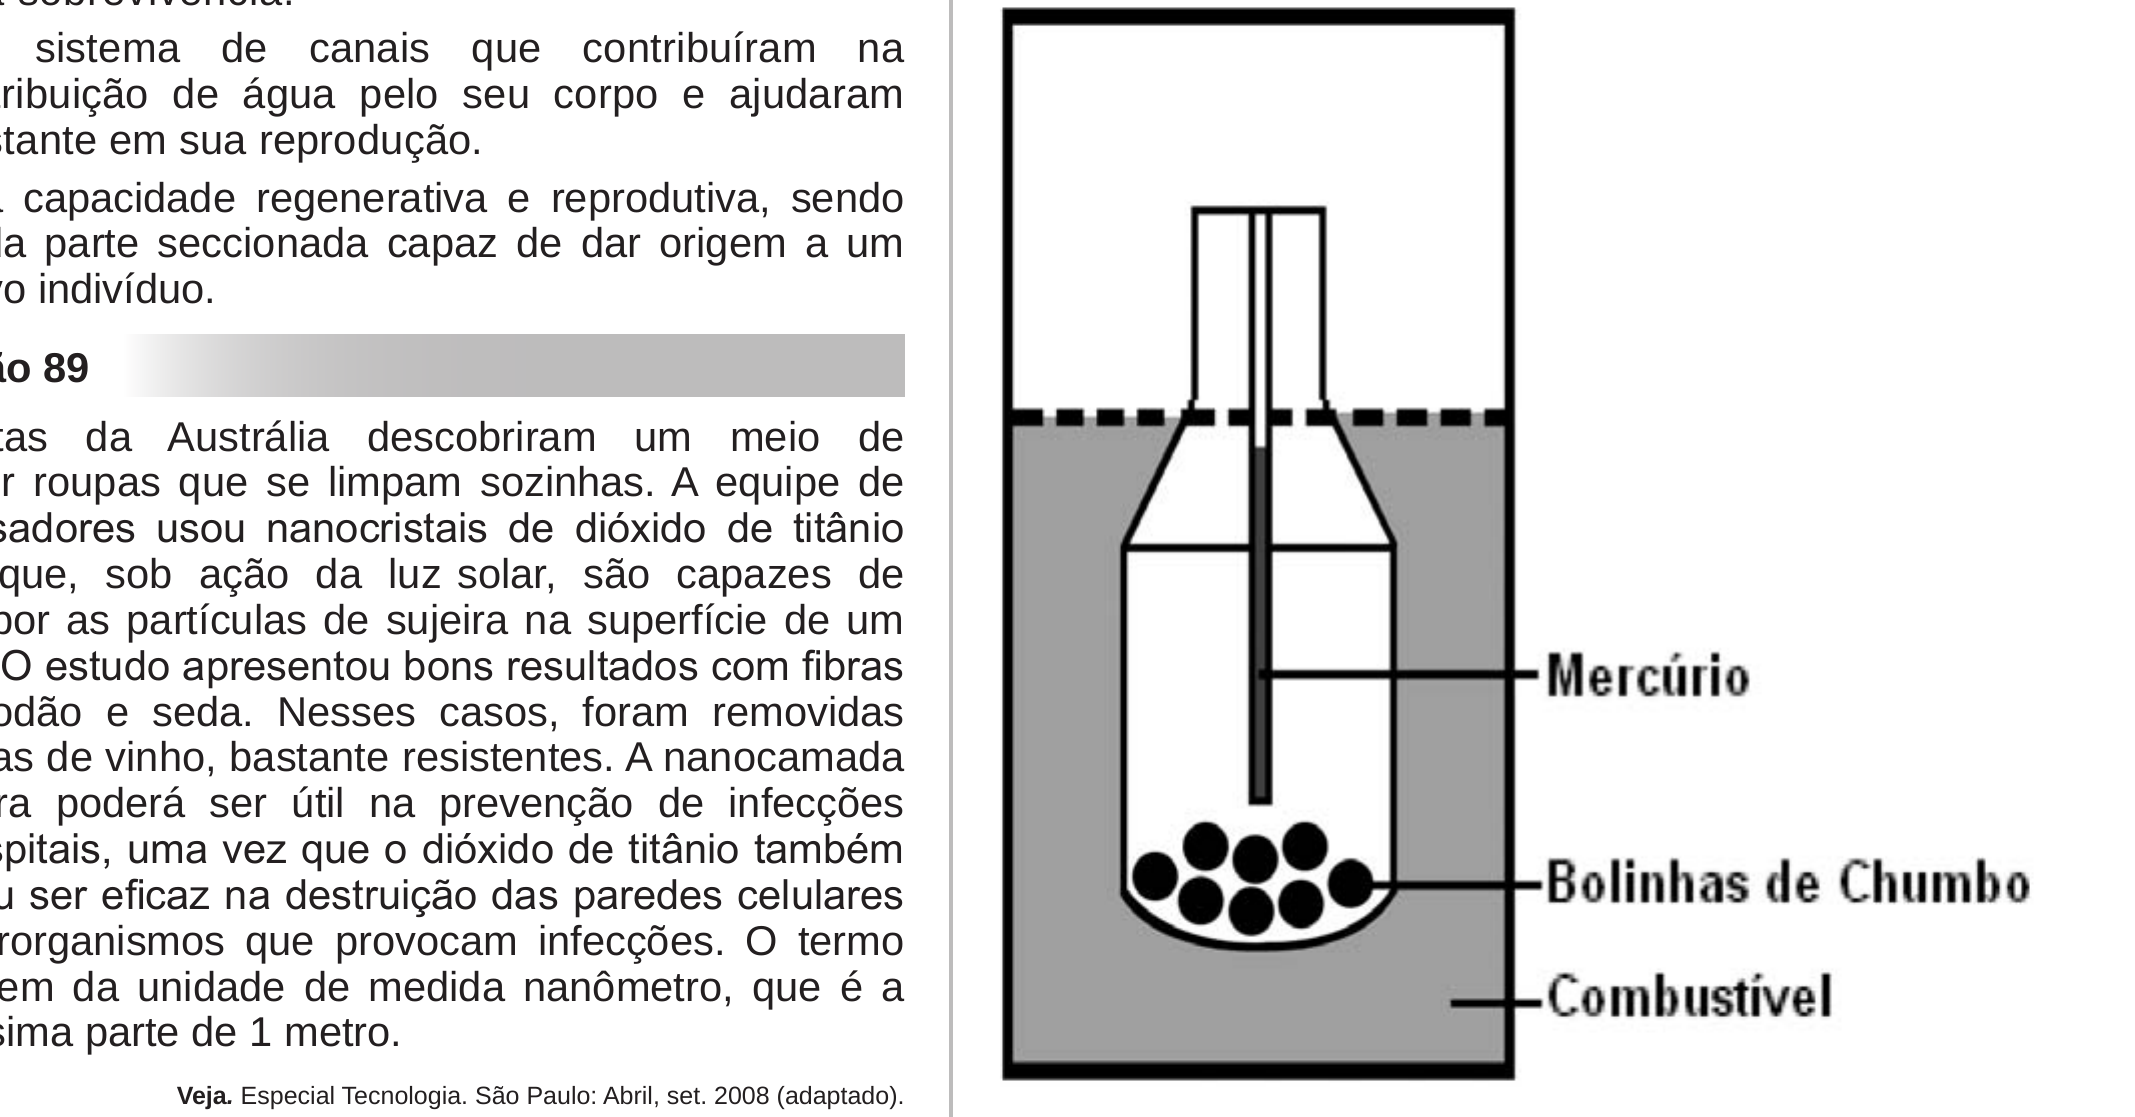 sobrevivência.
sistema de canais que contribuíram na
ribuição de água pelo seu corpo e ajudaram
stante em sua reprodução.
capacidade regenerativa e reprodutiva, sendo
da parte seccionada capaz de dar origem a um
vo indivíduo.
ão 89
tas da Austrália descobriram um meio de
r roupas que se limpam sozinhas. A equipe de
sadores usou nanocristais de dióxido de titânio
que, sob ação da luz solar, são capazes de
por as partículas de sujeira na superfície de um
O estudo apresentou bons resultados com fibras
odão e seda. Nesses casos, foram removidas
as de vinho, bastante resistentes. A nanocamada
ra poderá ser útil na prevenção de infecções
spitais, uma vez que o dióxido de titânio também
u ser eficaz na destruição das paredes celulares
rorganismos que provocam infecções. O termo
em da unidade de medida nanômetro, que é a
sima parte de 1 metro.
Veja. Especial Tecnologia. São Paulo: Abril, set. 2008 (adaptado).
Mercúrio
Bolinhas de Chumbo
Combustível